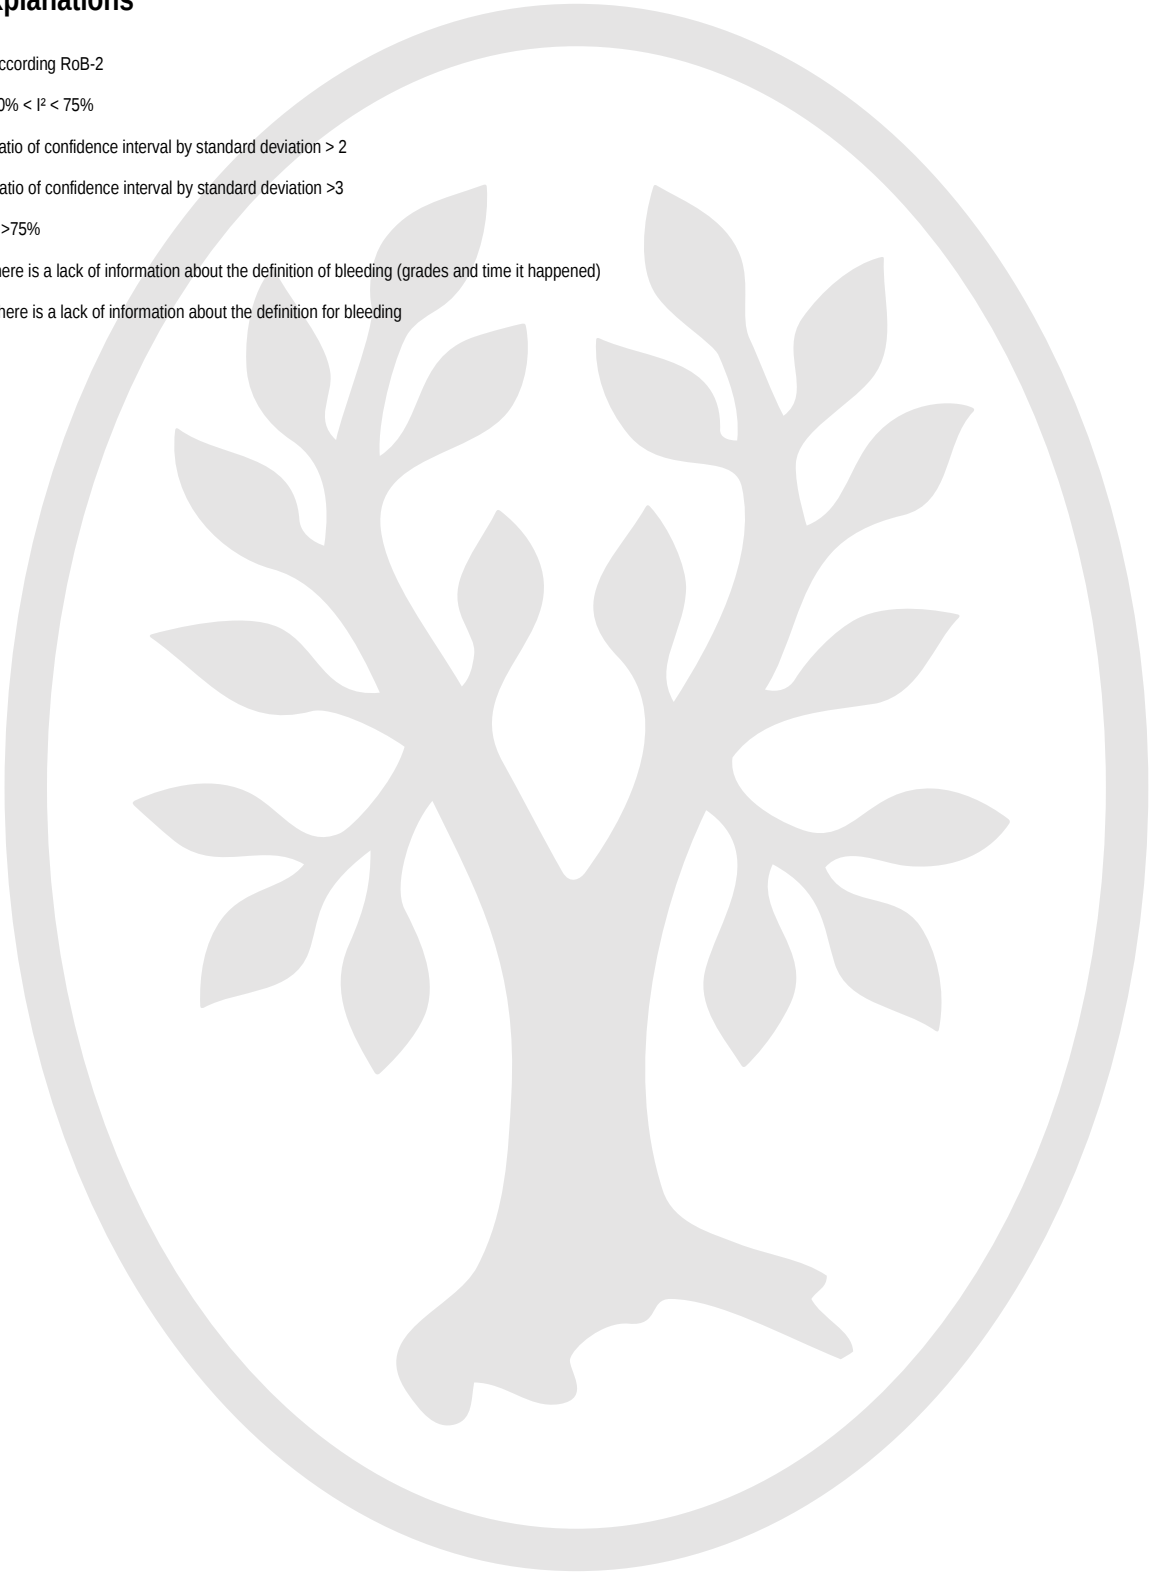 xplanations
ccording RoB-2
0% < I² < 75%
atio of confidence interval by standard deviation > 2
atio of confidence interval by standard deviation >3
>75%
here is a lack of information about the definition of bleeding (grades and time it happened)
here is a lack of information about the definition for bleeding